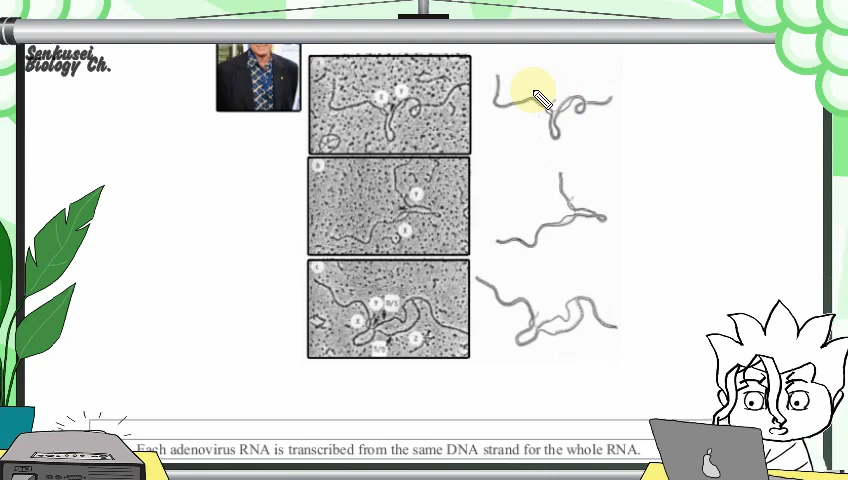 Senkusei
Biology Ch.
Each adenovirus RNA is transcribed from the same DNA strand for the whole RNA.